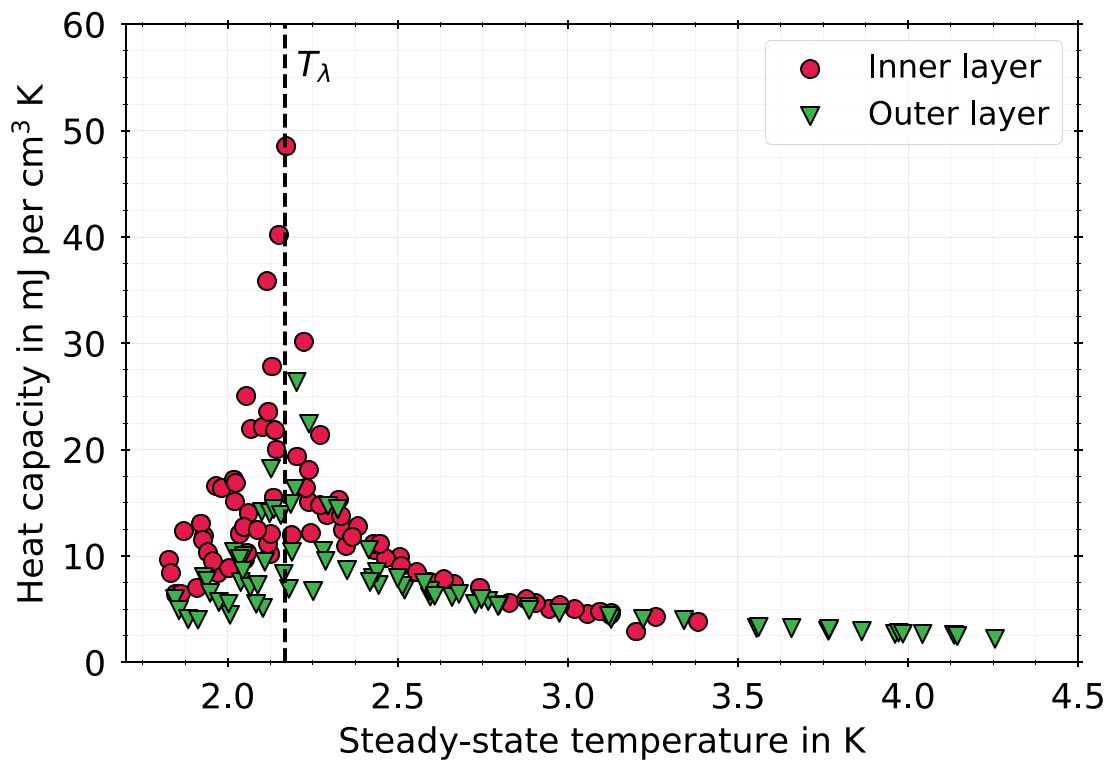 60
50
40
30
20
10
0
Heat capacity in mJ per cm³ K
T_λ
Inner layer
Outer layer
2.0 2.5 3.0 3.5 4.0 4.5
Steady-state temperature in K